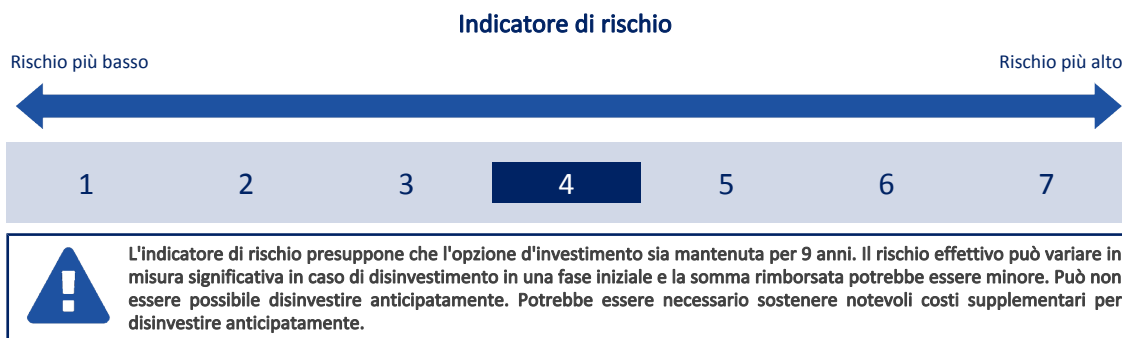 Indicatore di rischio
Rischio più basso Rischio più alto
1 2 3 4 5 6 7
L'indicatore di rischio presuppone che l'opzione d'investimento sia mantenuta per 9 anni. Il rischio effettivo può variare in
misura significativa in caso di disinvestimento in una fase iniziale e la somma rimborsata potrebbe essere minore. Può non
essere possibile disinvestire anticipatamente. Potrebbe essere necessario sostenere notevoli costi supplementari per
disinvestire anticipatamente.